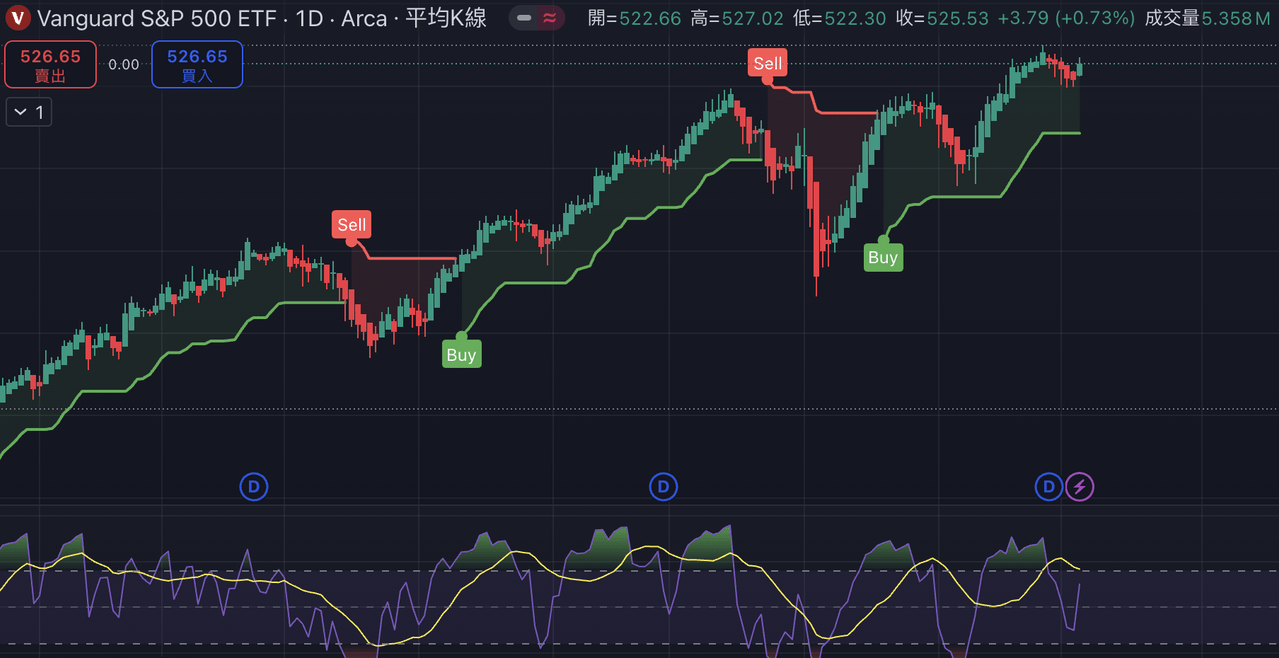 V Vanguard S&P 500 ETF · 1D · Arca · 平均K線 開=522.66 高=527.02 低=522.30 收=525.53 +3.79 (+0.73%) 成交量5.358 M
526.65 0.00 526.65
賣出 買入
1
Sell
Sell
Buy
Buy
D D D